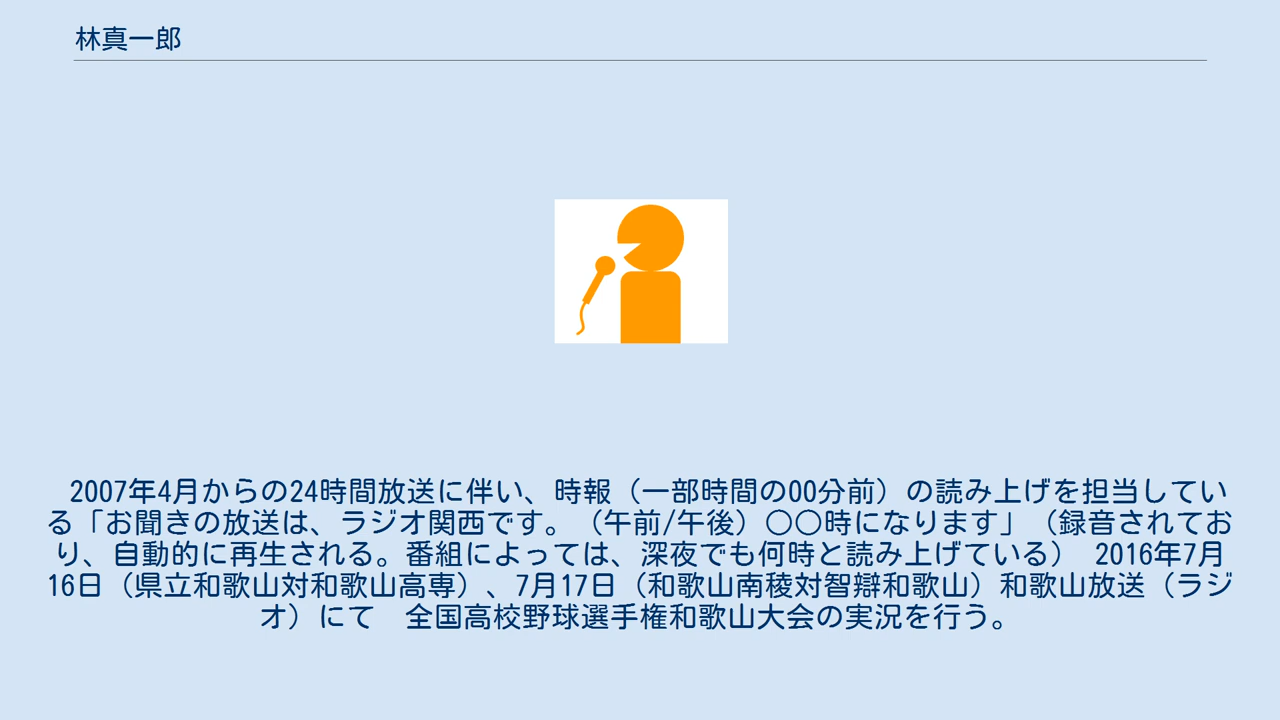 林真一郎
2007年4月からの24時間放送に伴い、時報（一部時間の00分前）の読み上げを担当してい
る「お聞きの放送は、ラジオ関西です。（午前/午後）〇〇時になります」（録音されてお
り、自動的に再生される。番組によっては、深夜でも何時と読み上げている） 2016年7月
16日（県立和歌山対和歌山高専）、7月17日（和歌山南稜対智辯和歌山）和歌山放送（ラジ
オ）にて　全国高校野球選手権和歌山大会の実況を行う。